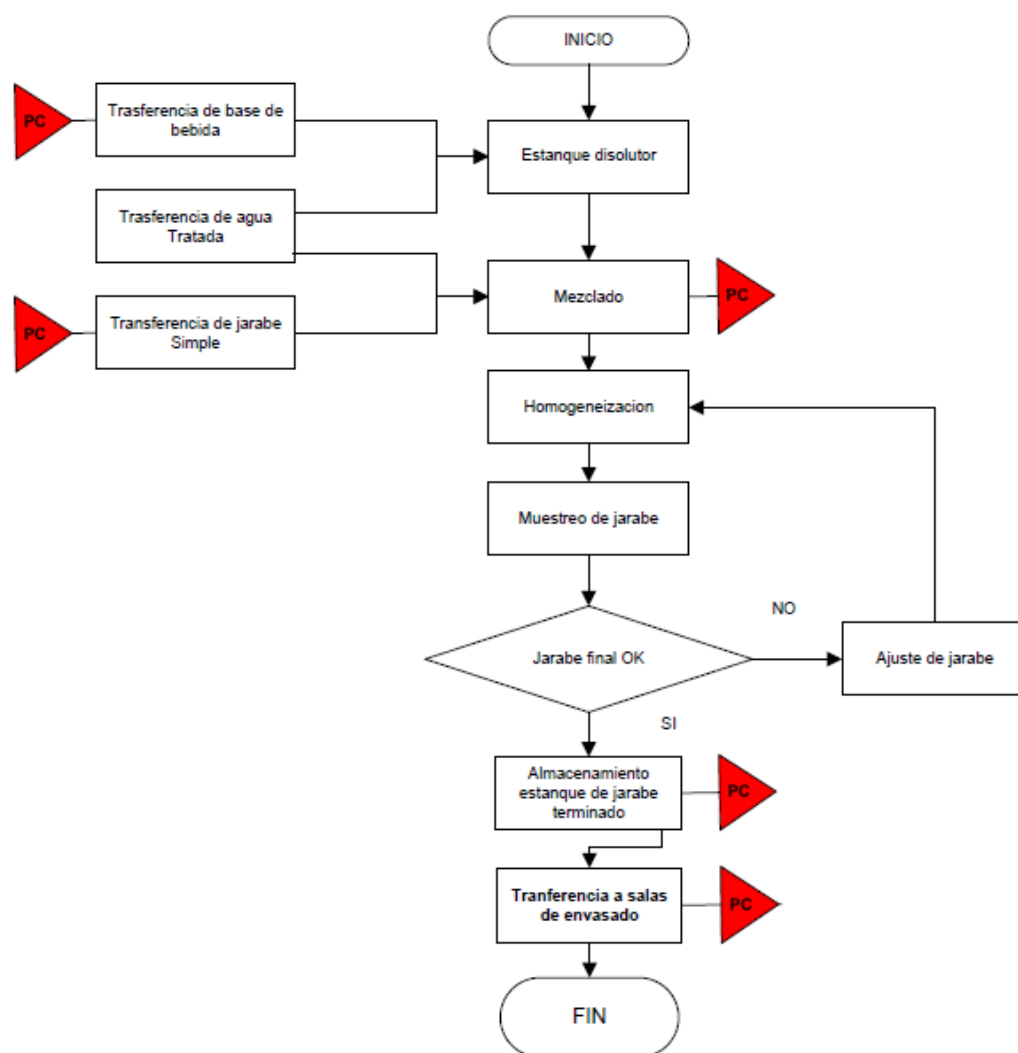 INICIO
PC
Trasferencia de base de
bebida
Estanque disolutor
Trasferencia de agua
Tratada
Mezclado
PC
PC
Transferencia de jarabe
Simple
Homogeneizacion
Muestreo de jarabe
NO
Jarabe final OK
Ajuste de jarabe
SI
Almacenamiento
estanque de jarabe
terminado
PC
Tranferencia a salas
de envasado
PC
FIN